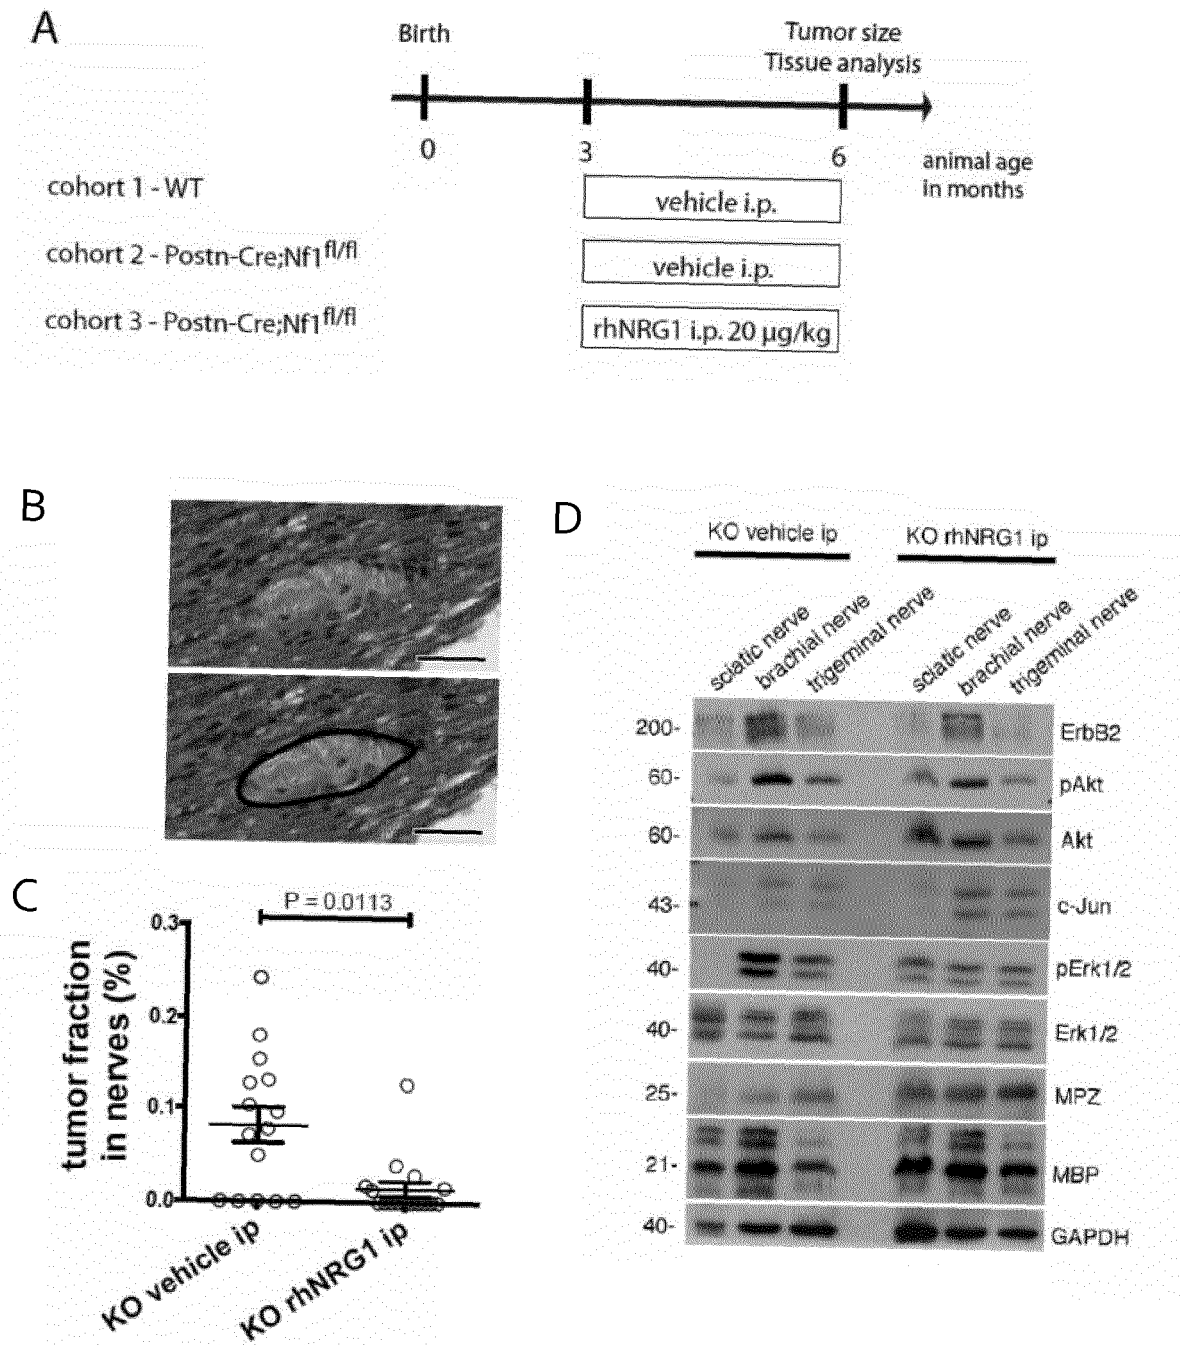 A
Birth
Tumor size
Tissue analysis
0
3
6
animal age
in months
cohort 1 - WT
vehicle i.p.
cohort 2 - Postn-Cre;Nf1fl/fl
vehicle i.p.
cohort 3 - Postn-Cre;Nf1fl/fl
rhNRG1 i.p. 20 µg/kg
B
C
P = 0.0113
tumor fraction
in nerves (%)
0.3
0.2
0.1
0.0
KO vehicle ip
KO rhNRG1 ip
D
KO vehicle ip
KO rhNRG1 ip
sciatic nerve
brachial nerve
trigeminal nerve
sciatic nerve
brachial nerve
trigeminal nerve
200- ErbB2
60- pAkt
60- Akt
43- c-Jun
40- pErk1/2
40- Erk1/2
25- MPZ
21- MBP
40- GAPDH